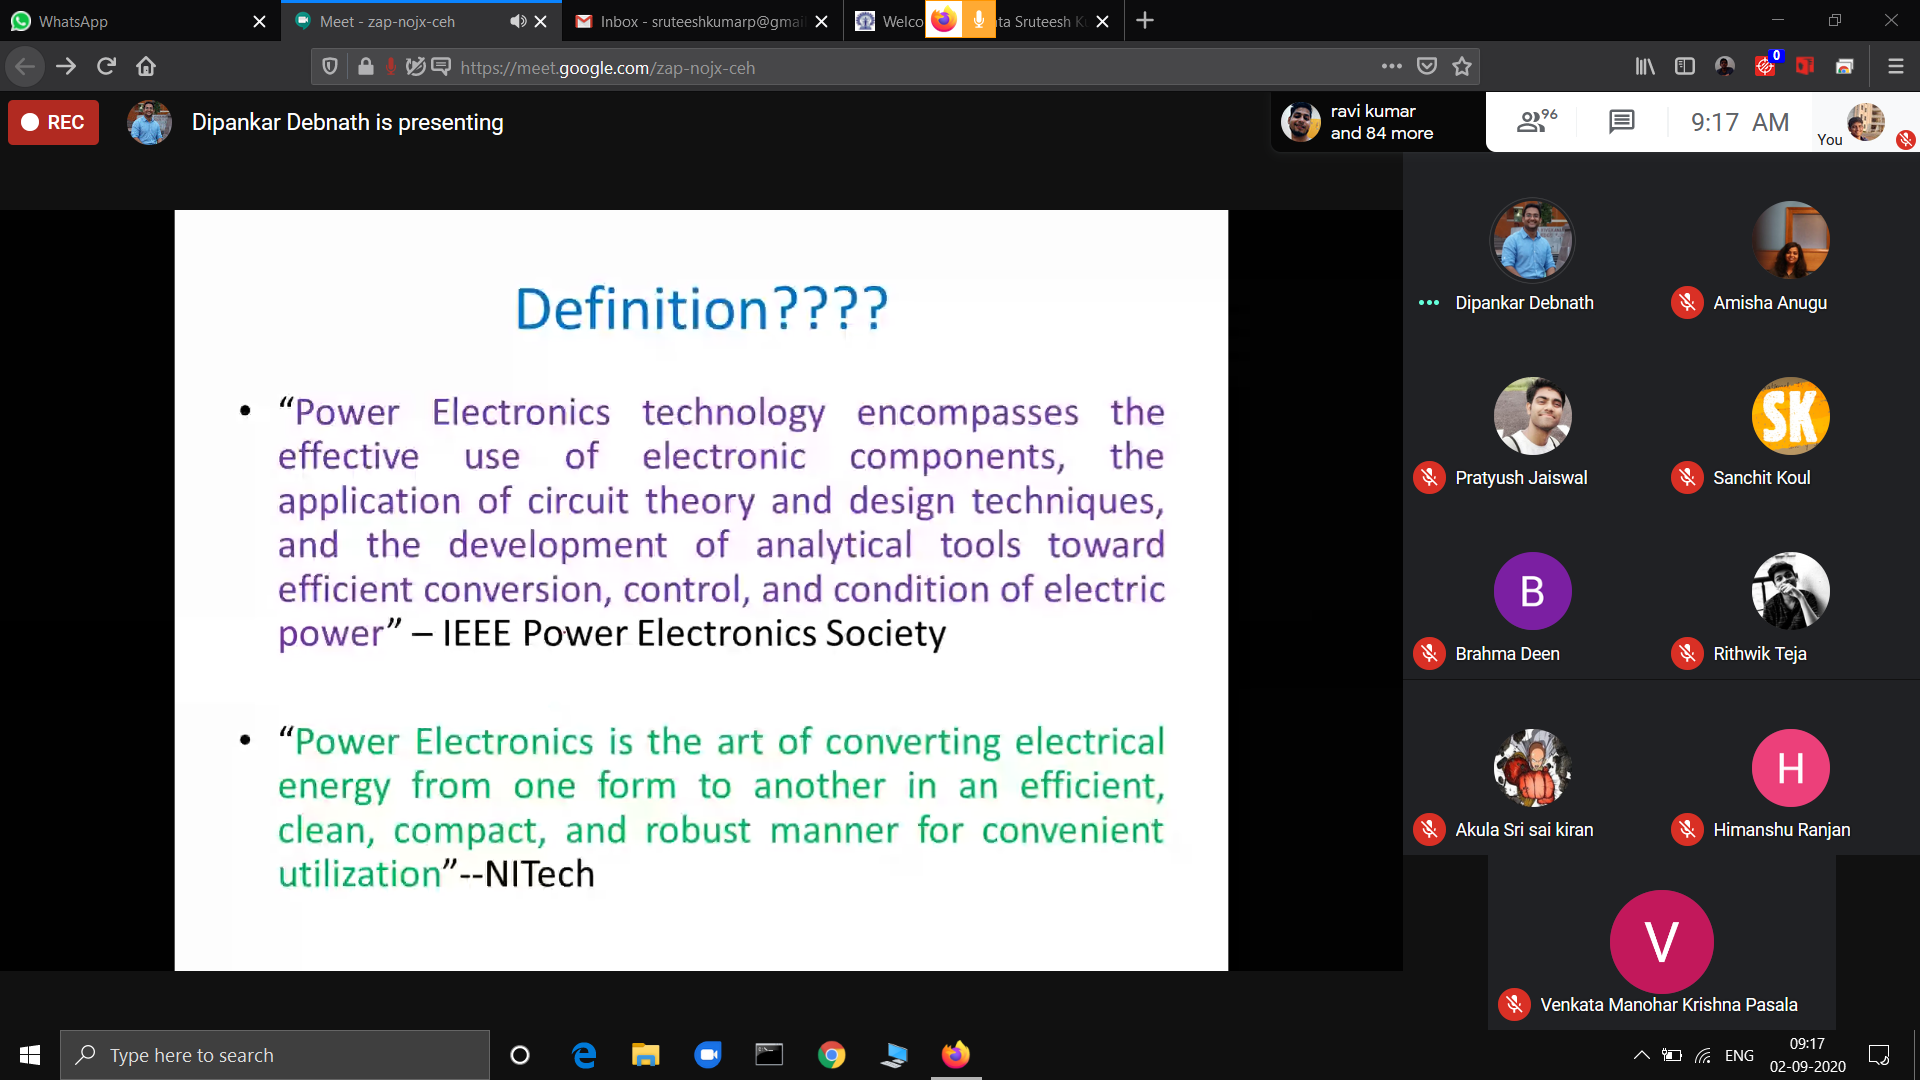 WhatsApp
Meet - zap-nojx-ceh
Inbox - sruteeshkumarp@gmai
Welco
ta Sruteesh K
https://meet.google.com/zap-nojx-ceh
0
REC
Dipankar Debnath is presenting
ravi kumar
and 84 more
96
9:17 AM
You
Definition????
• “Power Electronics technology encompasses the
effective use of electronic components, the
application of circuit theory and design techniques,
and the development of analytical tools toward
efficient conversion, control, and condition of electric
power” – IEEE Power Electronics Society
• “Power Electronics is the art of converting electrical
energy from one form to another in an efficient,
clean, compact, and robust manner for convenient
utilization”--NITech
Dipankar Debnath
Amisha Anugu
Pratyush Jaiswal
SK
Sanchit Koul
B
Brahma Deen
Rithwik Teja
Akula Sri sai kiran
H
Himanshu Ranjan
V
Venkata Manohar Krishna Pasala
Type here to search
ENG
09:17
02-09-2020